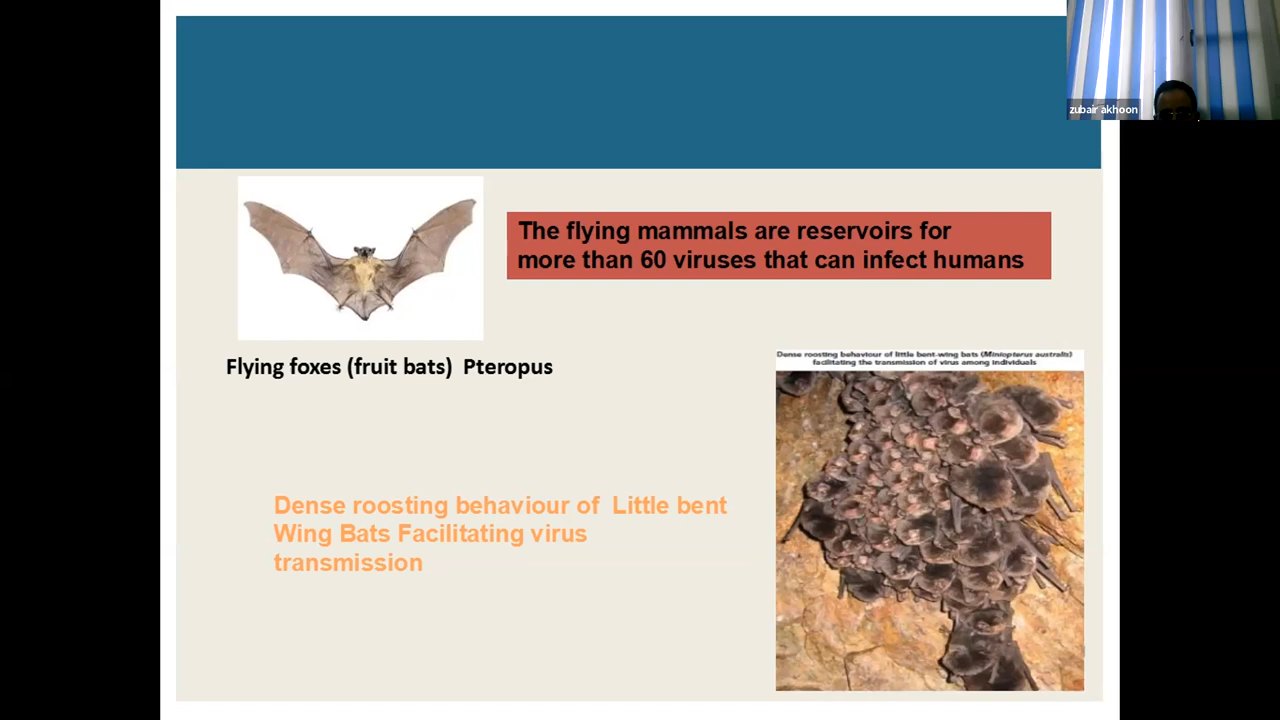 zubair akhoon
The flying mammals are reservoirs for
more than 60 viruses that can infect humans
Flying foxes (fruit bats)  Pteropus
Dense roosting behaviour of little bent-wing bats (Miniopterus australis)
facilitating the transmission of virus among individuals
Dense roosting behaviour of  Little bent
Wing Bats Facilitating virus
transmission